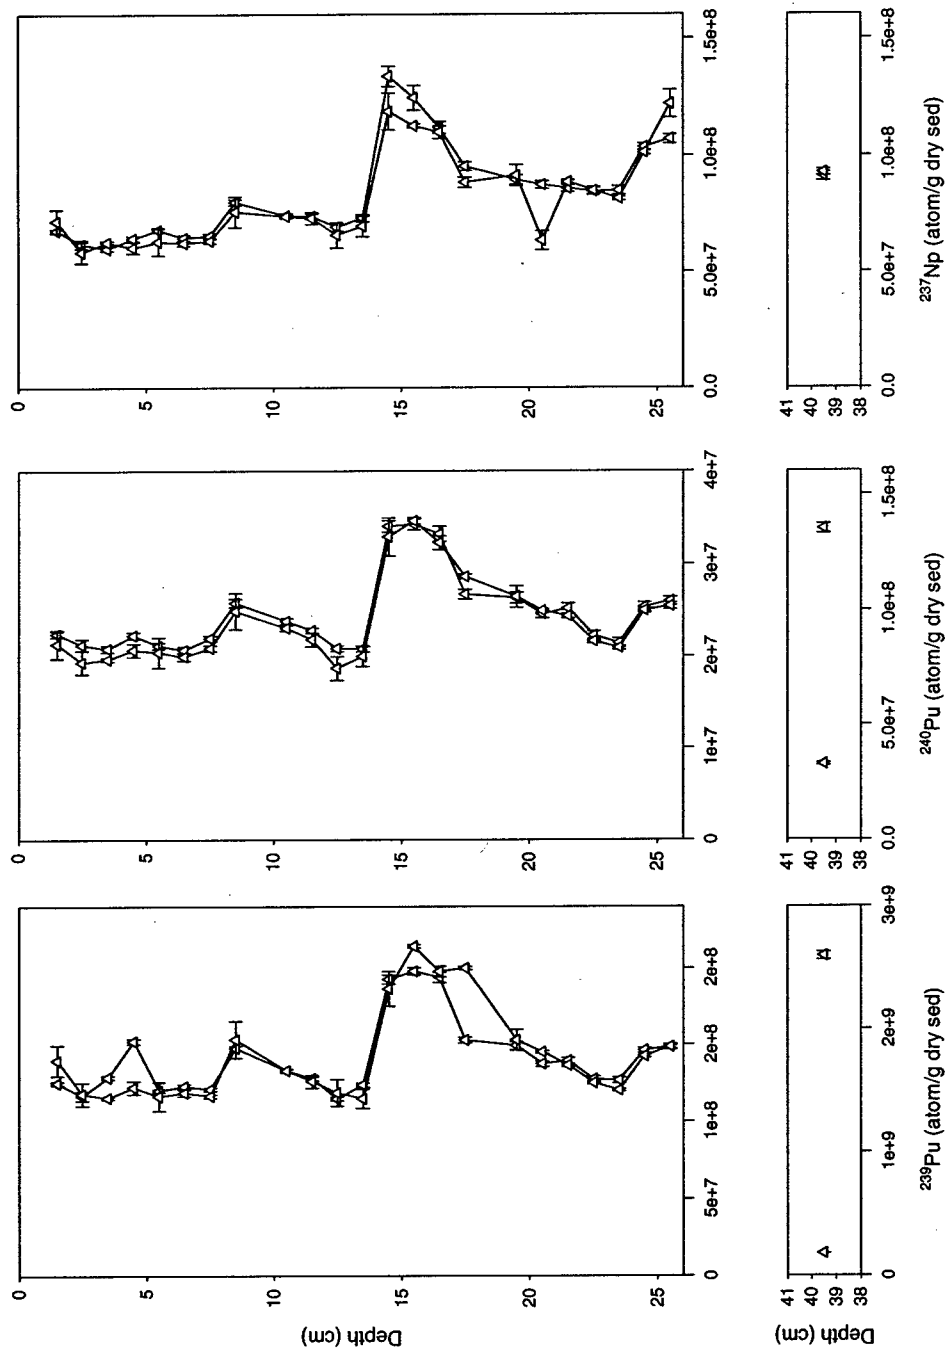 Depth (cm)
0
5
10
15
20
25
0 5e+7 1e+8 2e+8 2e+8
0
5
10
15
20
25
0 1e+7 2e+7 3e+7 4e+7
0
5
10
15
20
25
0.0 5.0e+7 1.0e+8 1.5e+8
Depth (cm)
41
40
39
38
0 1e+9 2e+9 3e+9
²³⁹Pu (atom/g dry sed)
41
40
39
38
0.0 5.0e+7 1.0e+8 1.5e+8
²⁴⁰Pu (atom/g dry sed)
41
40
39
38
0.0 5.0e+7 1.0e+8 1.5e+8
²³⁷Np (atom/g dry sed)